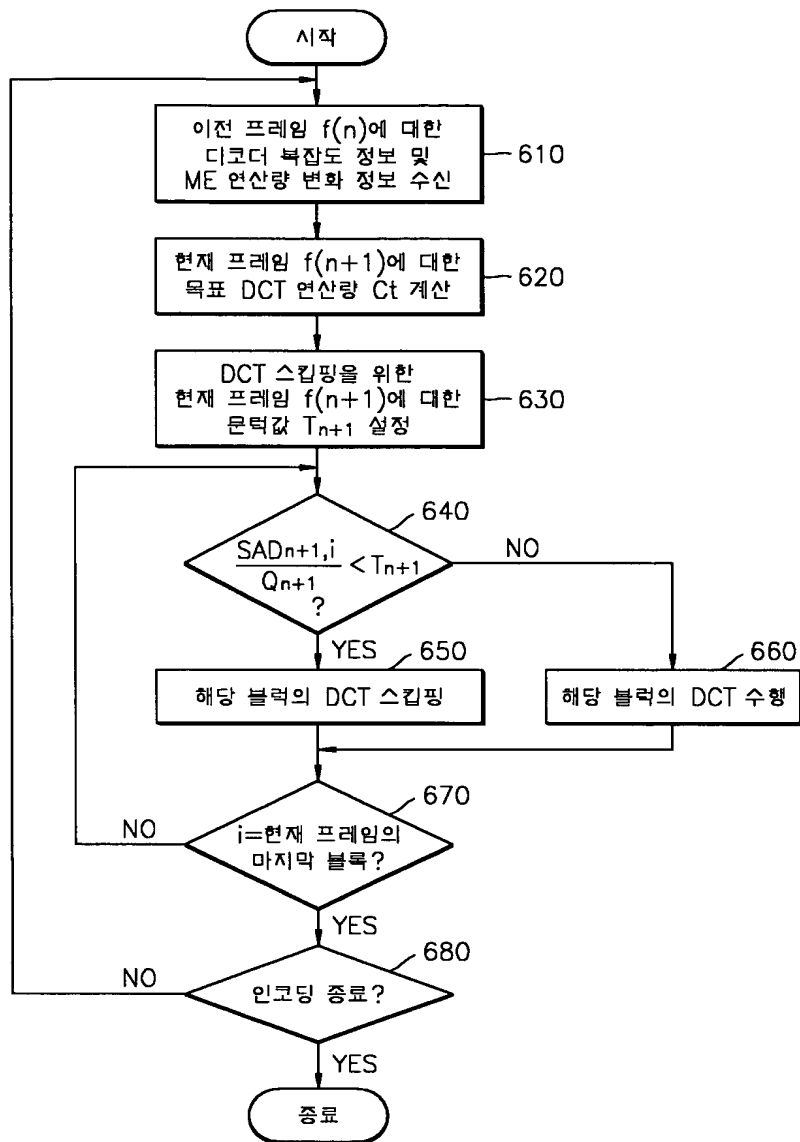 시작
이전 프레임 f(n)에 대한
디코더 복잡도 정보 및
ME 연산량 변화 정보 수신
610
현재 프레임 f(n+1)에 대한
목표 DCT 연산량 Ct 계산
620
DCT 스킵핑을 위한
현재 프레임 f(n+1)에 대한
문턱값 Tn+1 설정
630
640
SADn+1,i
Qn+1
< Tn+1
?
NO
YES
650
해당 블럭의 DCT 스킵핑
660
해당 블럭의 DCT 수행
670
i=현재 프레임의
마지막 블록?
NO
YES
680
인코딩 종료?
NO
YES
종료